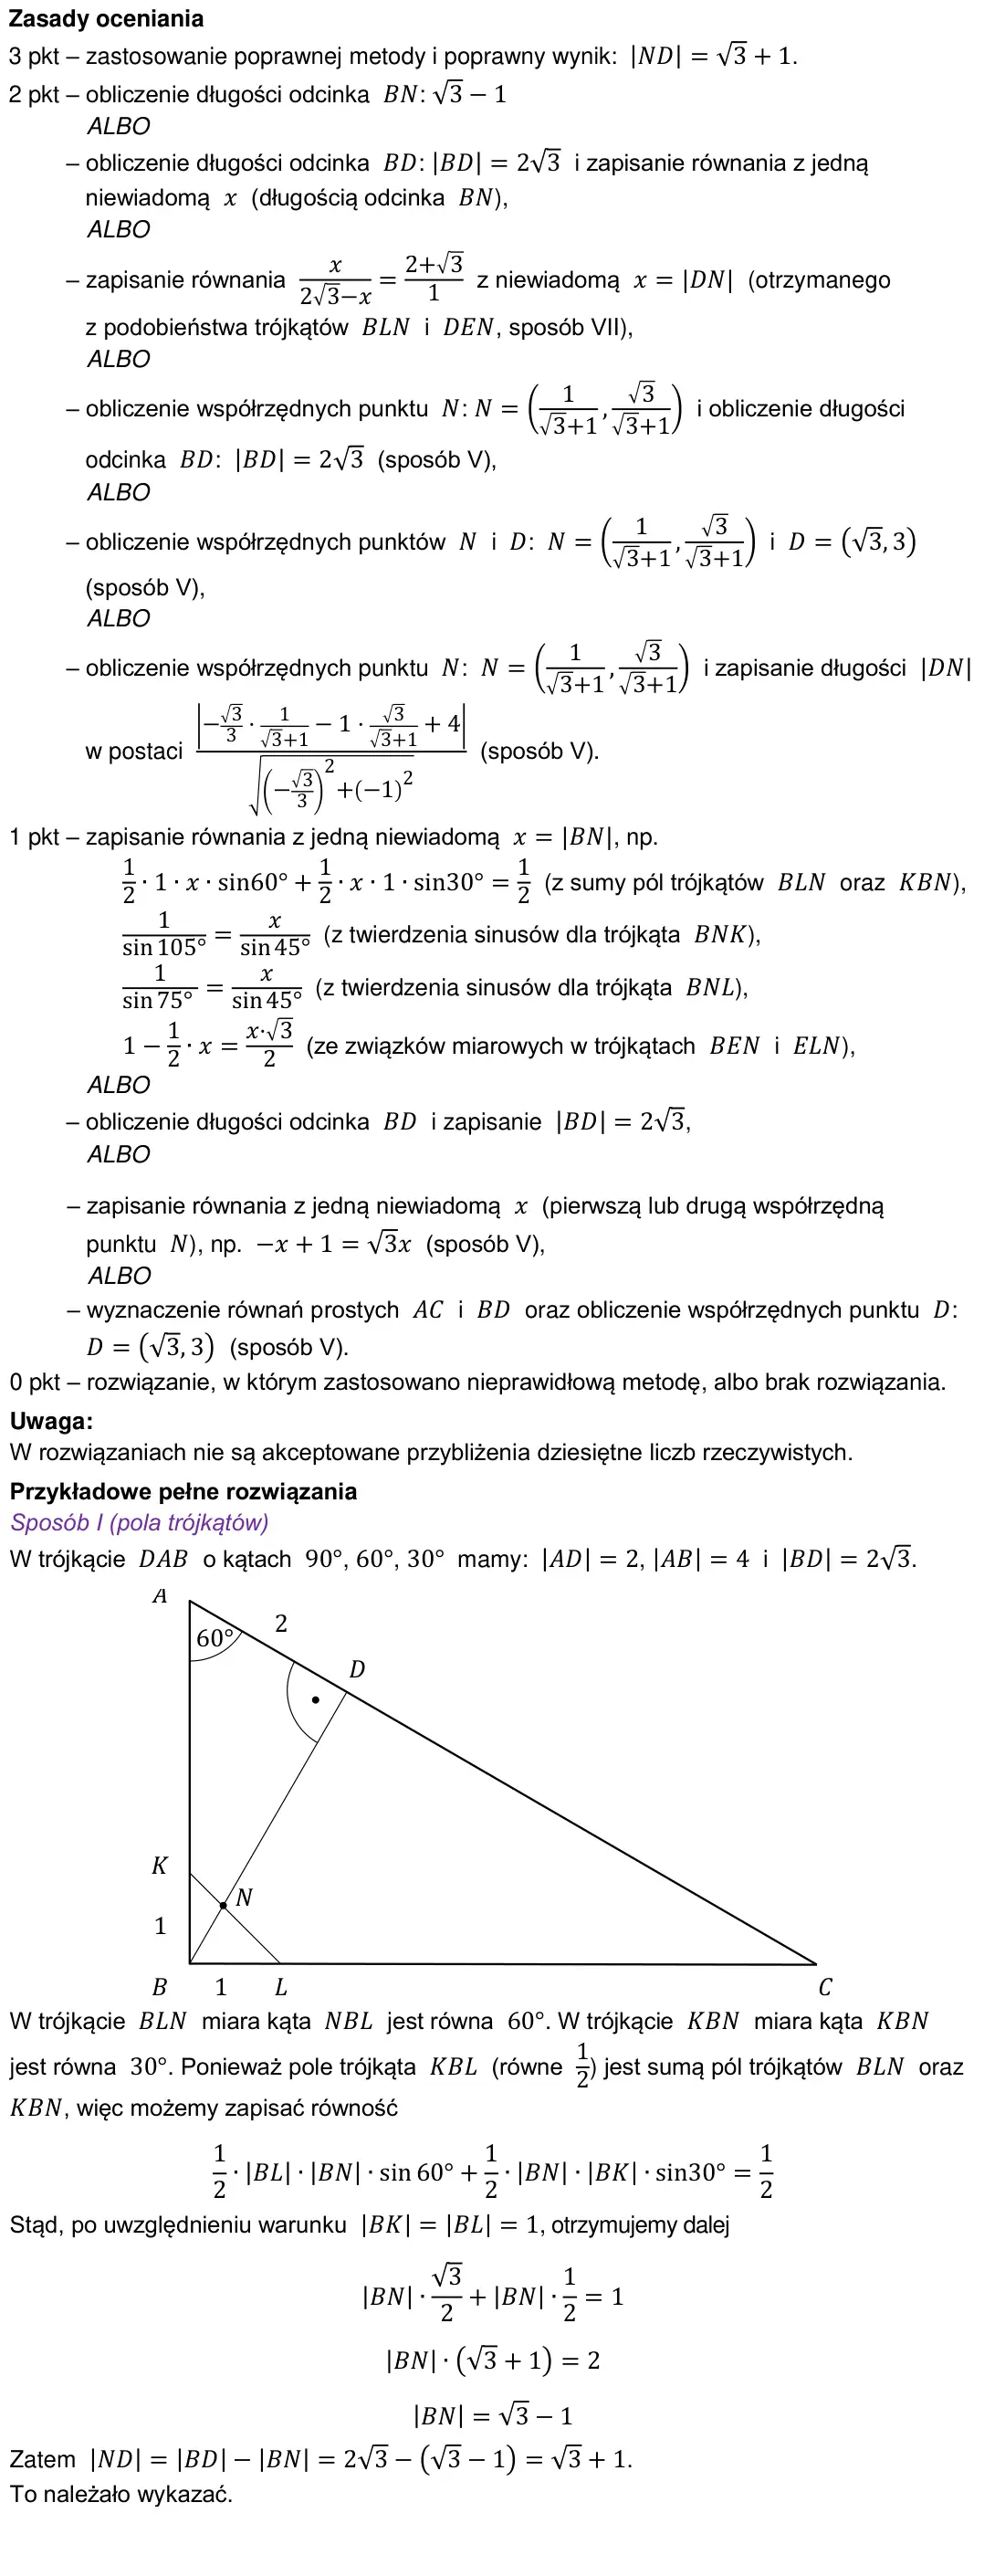 Zasady oceniania
3 pkt – zastosowanie poprawnej metody i poprawny wynik: |ND| = √3 + 1.
2 pkt – obliczenie długości odcinka BN: √3 − 1
ALBO
– obliczenie długości odcinka BD: |BD| = 2√3 i zapisanie równania z jedną
niewiadomą x (długością odcinka BN),
ALBO
– zapisanie równania x/(2√3−x) = (2+√3)/1 z niewiadomą x = |DN| (otrzymanego
z podobieństwa trójkątów BLN i DEN, sposób VII),
ALBO
– obliczenie współrzędnych punktu N: N = (1/(√3+1), √3/(√3+1)) i obliczenie długości
odcinka BD: |BD| = 2√3 (sposób V),
ALBO
– obliczenie współrzędnych punktów N i D: N = (1/(√3+1), √3/(√3+1)) i D = (√3, 3)
(sposób V),
ALBO
– obliczenie współrzędnych punktu N: N = (1/(√3+1), √3/(√3+1)) i zapisanie długości |DN|
w postaci |−√3/3 · 1/(√3+1) − 1 · √3/(√3+1) + 4| / √((−√3/3)² + (−1)²) (sposób V).
1 pkt – zapisanie równania z jedną niewiadomą x = |BN|, np.
1/2 · 1 · x · sin60° + 1/2 · x · 1 · sin30° = 1/2 (z sumy pól trójkątów BLN oraz KBN),
1/sin 105° = x/sin 45° (z twierdzenia sinusów dla trójkąta BNK),
1/sin 75° = x/sin 45° (z twierdzenia sinusów dla trójkąta BNL),
1 − 1/2 · x = x·√3/2 (ze związków miarowych w trójkątach BEN i ELN),
ALBO
– obliczenie długości odcinka BD i zapisanie |BD| = 2√3,
ALBO
– zapisanie równania z jedną niewiadomą x (pierwszą lub drugą współrzędną
punktu N), np. −x + 1 = √3x (sposób V),
ALBO
– wyznaczenie równań prostych AC i BD oraz obliczenie współrzędnych punktu D:
D = (√3, 3) (sposób V).
0 pkt – rozwiązanie, w którym zastosowano nieprawidłową metodę, albo brak rozwiązania.
Uwaga:
W rozwiązaniach nie są akceptowane przybliżenia dziesiętne liczb rzeczywistych.
Przykładowe pełne rozwiązania
Sposób I (pola trójkątów)
W trójkącie DAB o kątach 90°, 60°, 30° mamy: |AD| = 2, |AB| = 4 i |BD| = 2√3.
A
2
60°
D
K
N
1
B 1 L C
W trójkącie BLN miara kąta NBL jest równa 60°. W trójkącie KBN miara kąta KBN
jest równa 30°. Ponieważ pole trójkąta KBL (równe 1/2) jest sumą pól trójkątów BLN oraz
KBN, więc możemy zapisać równość
1/2 · |BL| · |BN| · sin 60° + 1/2 · |BN| · |BK| · sin30° = 1/2
Stąd, po uwzględnieniu warunku |BK| = |BL| = 1, otrzymujemy dalej
|BN| · √3/2 + |BN| · 1/2 = 1
|BN| · (√3 + 1) = 2
|BN| = √3 − 1
Zatem |ND| = |BD| − |BN| = 2√3 − (√3 − 1) = √3 + 1.
To należało wykazać.